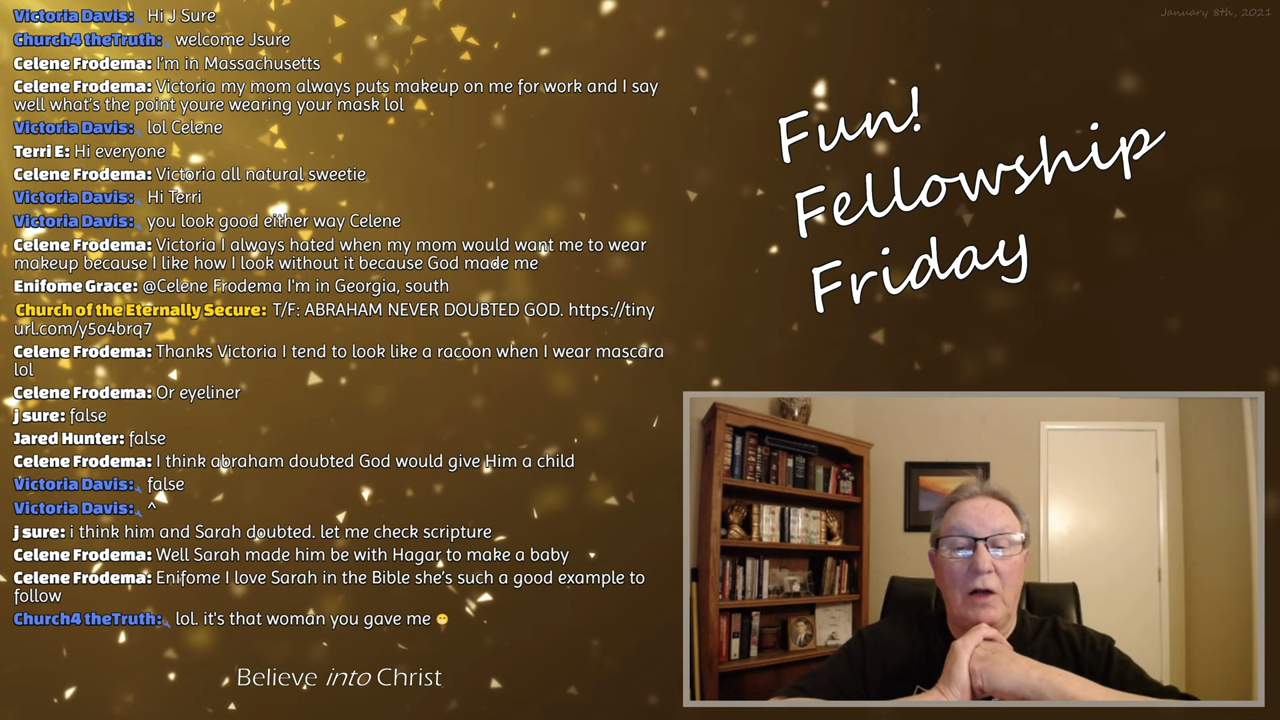 Victoria Davis: Hi J Sure
Church4 theTruth: welcome Jsure
Celene Frodema: I'm in Massachusetts
Celene Frodema: Victoria my mom always puts makeup on me for work and I say
well what's the point youre wearing your mask lol
Victoria Davis: lol Celene
Terri E: Hi everyone
Celene Frodema: Victoria all natural sweetie
Victoria Davis: Hi Terri
Victoria Davis: you look good either way Celene
Celene Frodema: Victoria I always hated when my mom would want me to wear
makeup because I like how I look without it because God made me
Enifome Grace: @Celene Frodema I'm in Georgia, south
Church of the Eternally Secure: T/F: ABRAHAM NEVER DOUBTED GOD. https://tiny
url.com/y5o4brq7
Celene Frodema: Thanks Victoria I tend to look like a racoon when I wear mascara
lol
Celene Frodema: Or eyeliner
j sure: false
Jared Hunter: false
Celene Frodema: I think abraham doubted God would give Him a child
Victoria Davis: false
Victoria Davis: ^
j sure: i think him and Sarah doubted. let me check scripture
Celene Frodema: Well Sarah made him be with Hagar to make a baby
Celene Frodema: Enifome I love Sarah in the Bible she's such a good example to
follow
Church4 theTruth: lol. it's that woman you gave me 😁
Believe into Christ
January 8th, 2021
Fun!
Fellowship
Friday